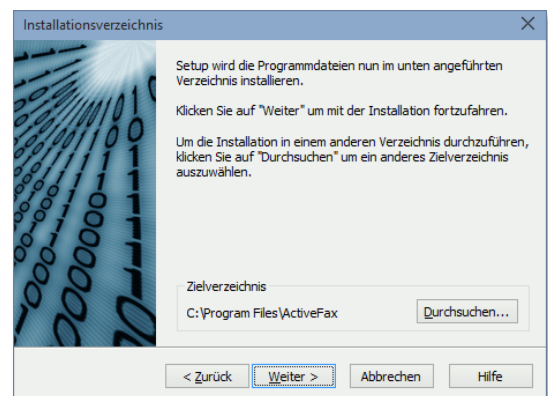 Installationsverzeichnis
Setup wird die Programmdateien nun im unten angeführten
Verzeichnis installieren.
Klicken Sie auf "Weiter" um mit der Installation fortzufahren.
Um die Installation in einem anderen Verzeichnis durchzuführen,
klicken Sie auf "Durchsuchen" um ein anderes Zielverzeichnis
auszuwählen.
Zielverzeichnis
C:\Program Files\ActiveFax
Durchsuchen...
< Zurück
Weiter >
Abbrechen
Hilfe